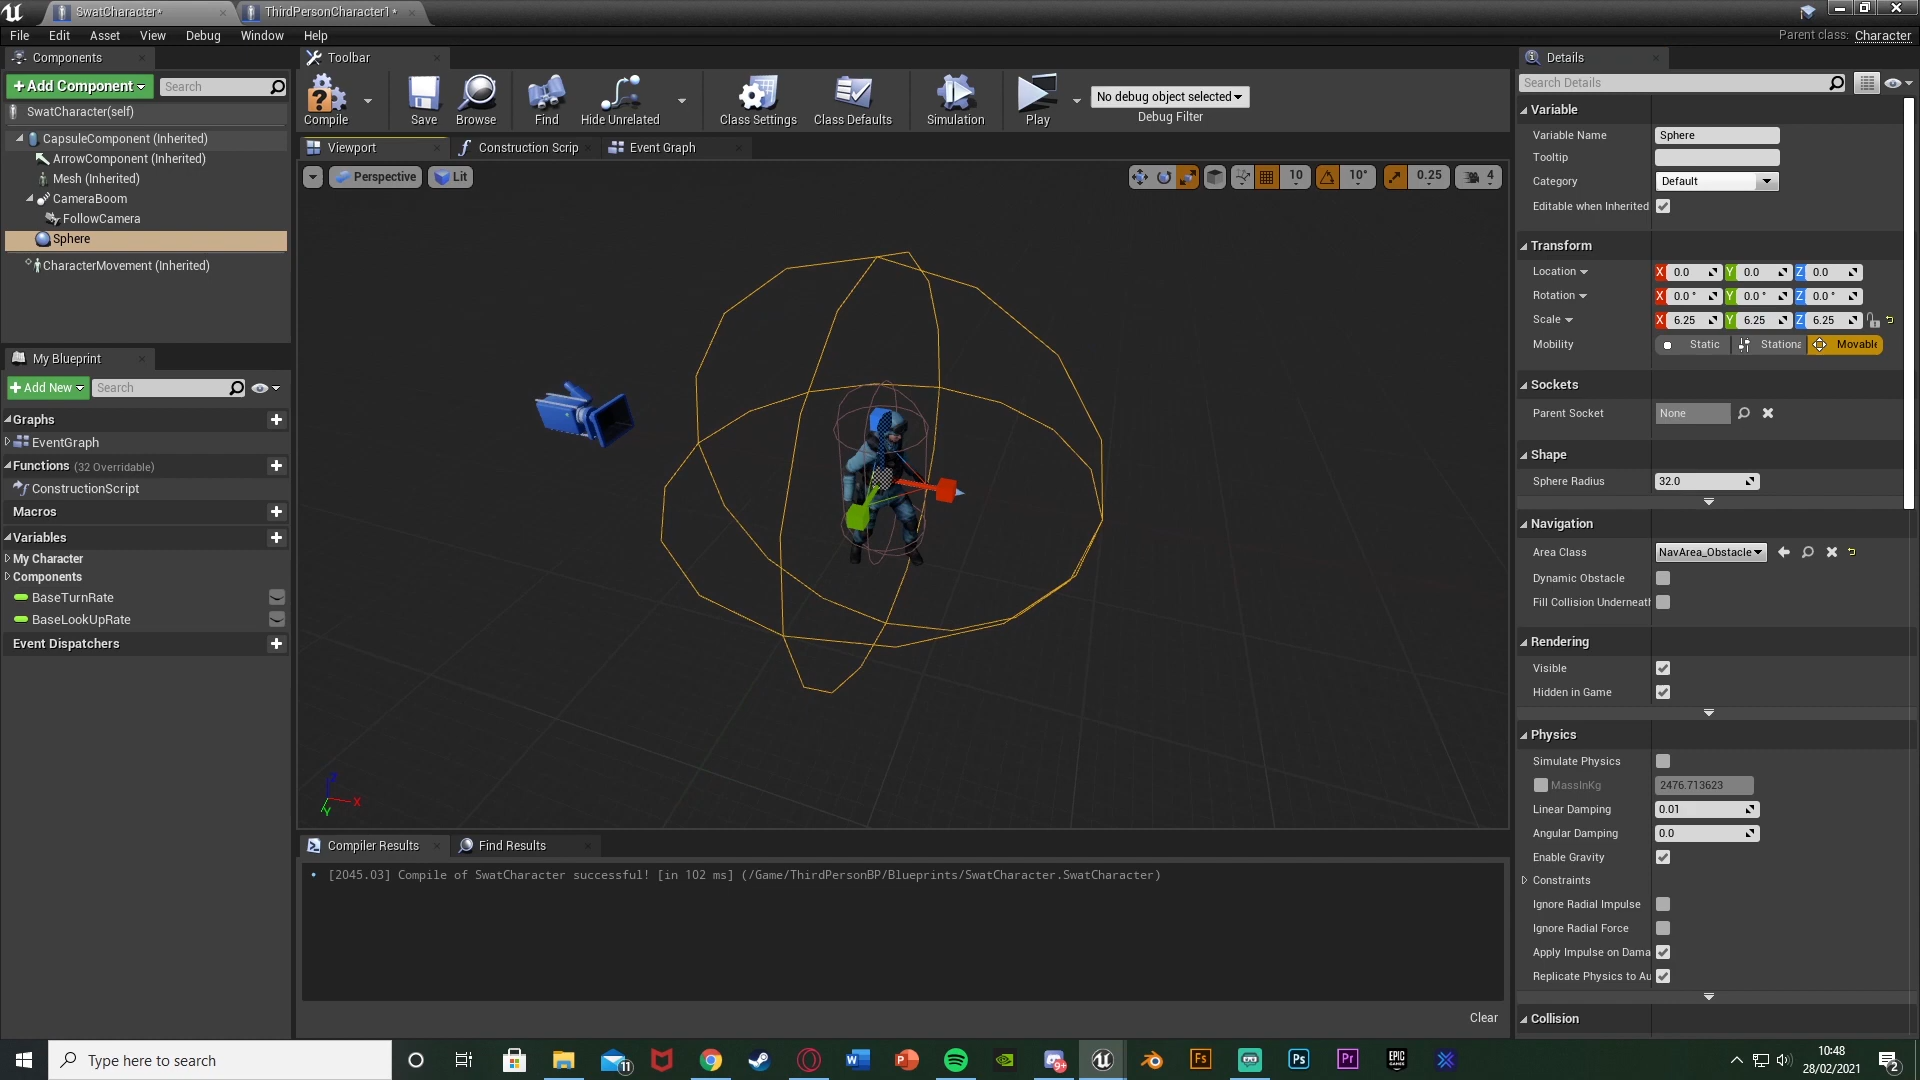 SwatCharacter*
ThirdPersonCharacter1*
File Edit Asset View Debug Window Help
Parent class: Character
Components
+Add Component
Search
SwatCharacter(self)
CapsuleComponent (Inherited)
ArrowComponent (Inherited)
Mesh (Inherited)
CameraBoom
FollowCamera
Sphere
CharacterMovement (Inherited)
My Blueprint
+Add New
Search
Graphs
EventGraph
Functions (32 Overridable)
ConstructionScript
Macros
Variables
My Character
Components
BaseTurnRate
BaseLookUpRate
Event Dispatchers
Toolbar
Compile
Save
Browse
Find
Hide Unrelated
Class Settings
Class Defaults
Simulation
Play
No debug object selected
Debug Filter
Viewport
Construction Scrip
Event Graph
Perspective
Lit
10
10°
0.25
4
Z
X
Y
Compiler Results
Find Results
• [2045.03] Compile of SwatCharacter successful! [in 102 ms] (/Game/ThirdPersonBP/Blueprints/SwatCharacter.SwatCharacter)
Clear
Details
Search Details
Variable
Variable Name Sphere
Tooltip
Category Default
Editable when Inherited
Transform
Location X 0.0 Y 0.0 Z 0.0
Rotation X 0.0 ° Y 0.0 ° Z 0.0 °
Scale X 6.25 Y 6.25 Z 6.25
Mobility Static Stationa Movable
Sockets
Parent Socket None
Shape
Sphere Radius 32.0
Navigation
Area Class NavArea_Obstacle
Dynamic Obstacle
Fill Collision Underneath
Rendering
Visible
Hidden in Game
Physics
Simulate Physics
MassInKg 2476.713623
Linear Damping 0.01
Angular Damping 0.0
Enable Gravity
Constraints
Ignore Radial Impulse
Ignore Radial Force
Apply Impulse on Dama
Replicate Physics to Au
Collision
Type here to search
11
W
P
9+
Fs
Ps
Pr
EPIC GAMES
10:48
28/02/2021
2